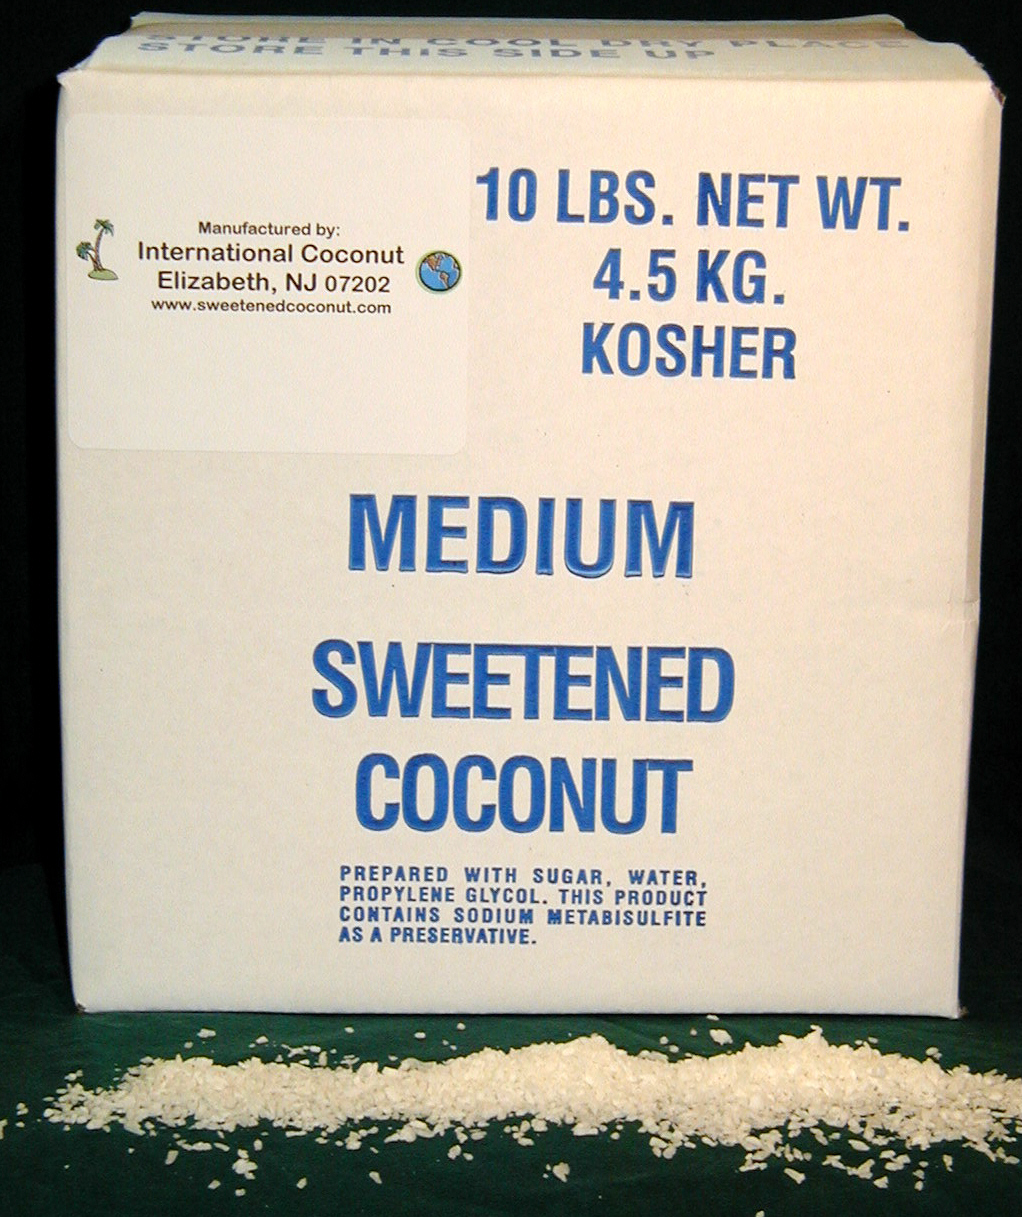 STORE IN COOL DRY PLACE
STORE THIS SIDE UP
Manufactured by:
International Coconut
Elizabeth, NJ 07202
www.sweetenedcoconut.com
10 LBS. NET WT.
4.5 KG.
KOSHER
MEDIUM
SWEETENED
COCONUT
PREPARED WITH SUGAR, WATER,
PROPYLENE GLYCOL. THIS PRODUCT
CONTAINS SODIUM METABISULFITE
AS A PRESERVATIVE.